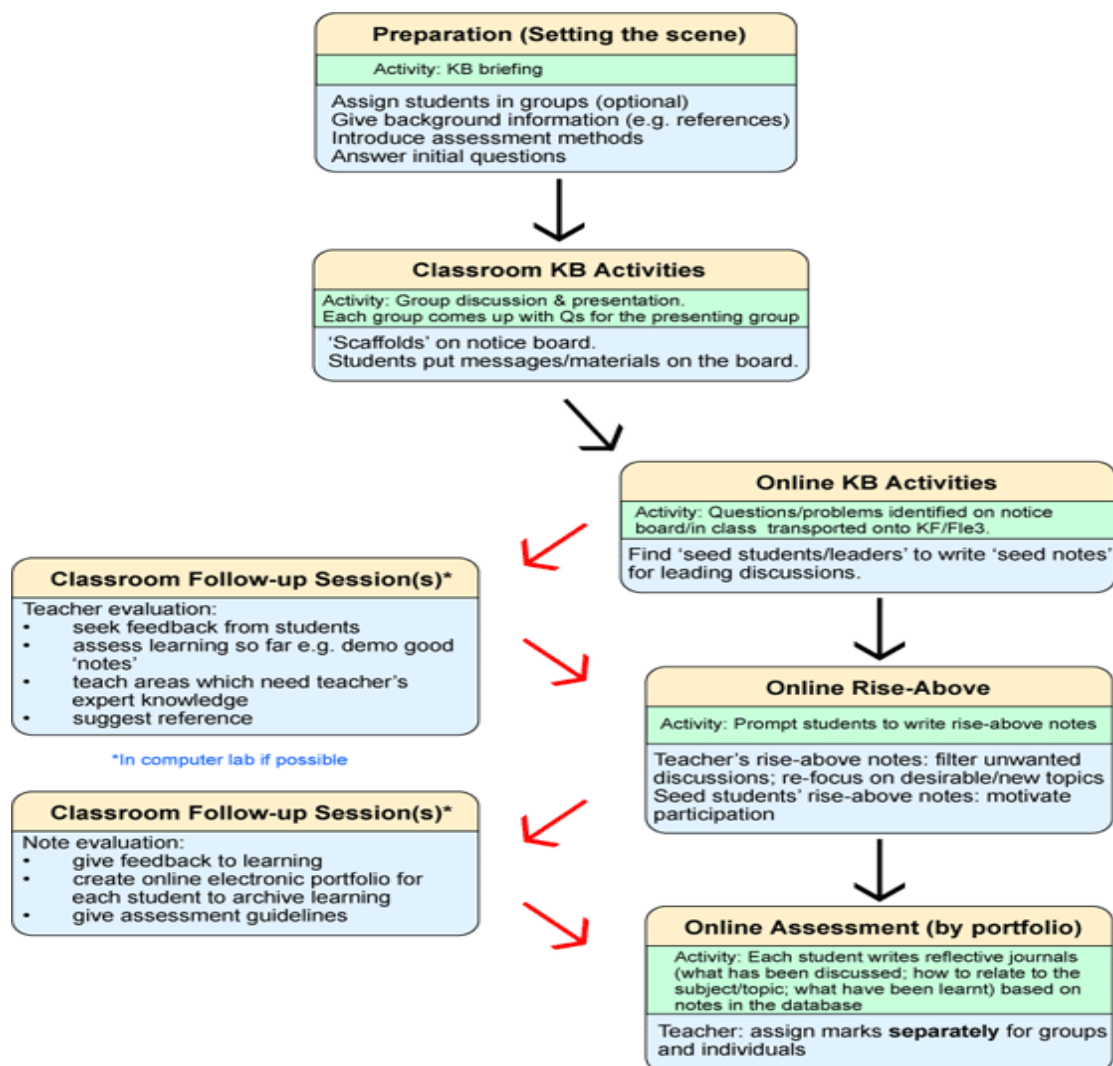 Preparation (Setting the scene)
Activity: KB briefing
Assign students in groups (optional)
Give background information (e.g. references)
Introduce assessment methods
Answer initial questions
Classroom KB Activities
Activity: Group discussion & presentation.
Each group comes up with Qs for the presenting group
‘Scaffolds’ on notice board.
Students put messages/materials on the board.
Online KB Activities
Activity: Questions/problems identified on notice
board/in class transported onto KF/Fle3.
Find ‘seed students/leaders’ to write ‘seed notes’
for leading discussions.
Classroom Follow-up Session(s)*
Teacher evaluation:
• seek feedback from students
• assess learning so far e.g. demo good
‘notes’
• teach areas which need teacher’s
expert knowledge
• suggest reference
*In computer lab if possible
Online Rise-Above
Activity: Prompt students to write rise-above notes
Teacher’s rise-above notes: filter unwanted
discussions; re-focus on desirable/new topics
Seed students’ rise-above notes: motivate
participation
Classroom Follow-up Session(s)*
Note evaluation:
• give feedback to learning
• create online electronic portfolio for
each student to archive learning
• give assessment guidelines
Online Assessment (by portfolio)
Activity: Each student writes reflective journals
(what has been discussed; how to relate to the
subject/topic; what have been learnt) based on
notes in the database
Teacher: assign marks separately for groups
and individuals